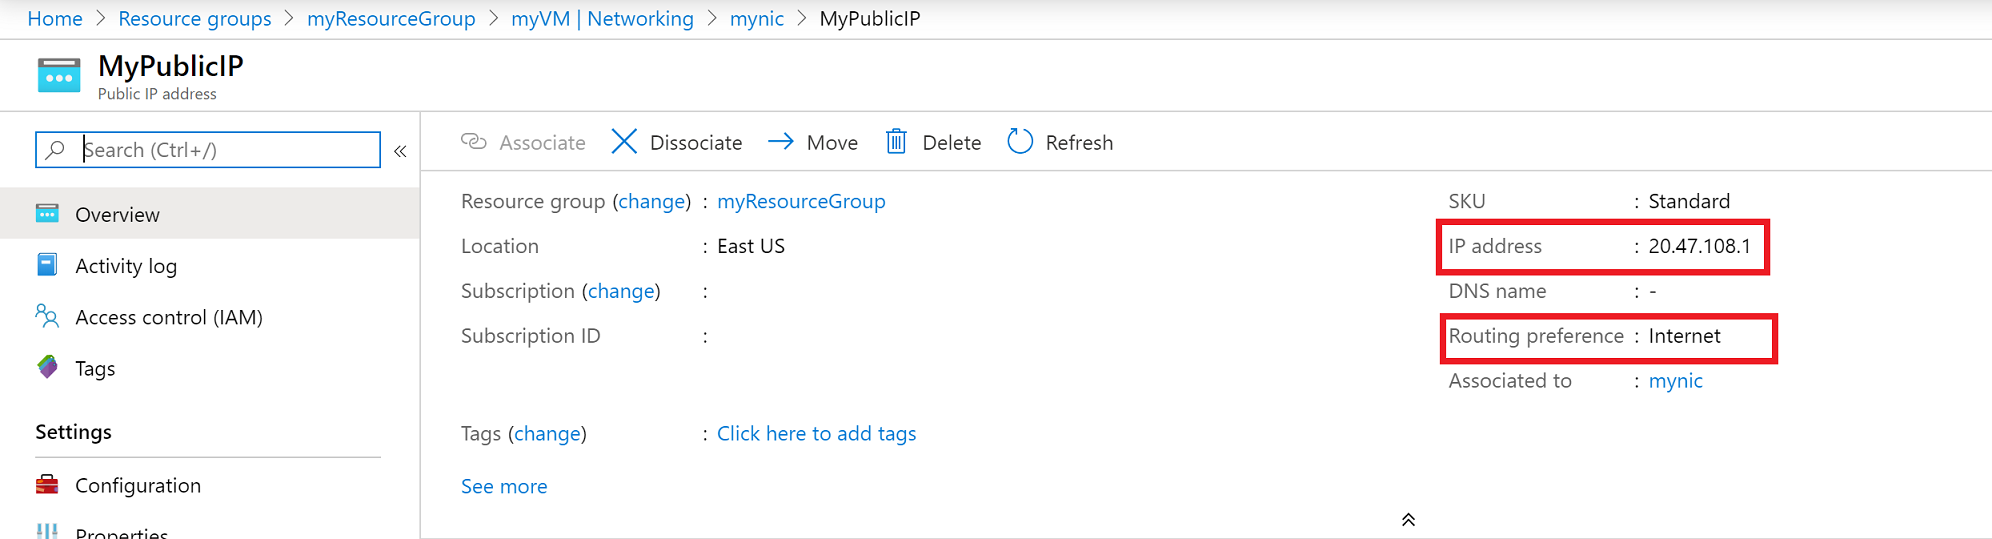 Home > Resource groups > myResourceGroup > myVM | Networking > mynic > MyPublicIP
MyPublicIP
Public IP address
Search (Ctrl+/)
«
Overview
Activity log
Access control (IAM)
Tags
Settings
Configuration
Properties
Associate Dissociate Move Delete Refresh
Resource group (change) : myResourceGroup
Location : East US
Subscription (change) :
Subscription ID :
Tags (change) : Click here to add tags
See more
SKU : Standard
IP address : 20.47.108.1
DNS name : -
Routing preference : Internet
Associated to : mynic